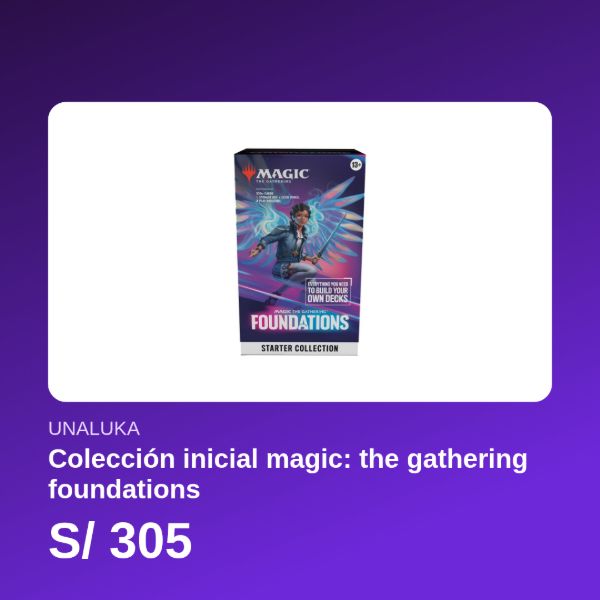 13+
MAGIC
THE GATHERING
EVERYTHING YOU NEED
TO BUILD YOUR
OWN DECKS
MAGIC: THE GATHERING
FOUNDATIONS
STARTER COLLECTION
UNALUKA
Colección inicial magic: the gathering
foundations
S/ 305